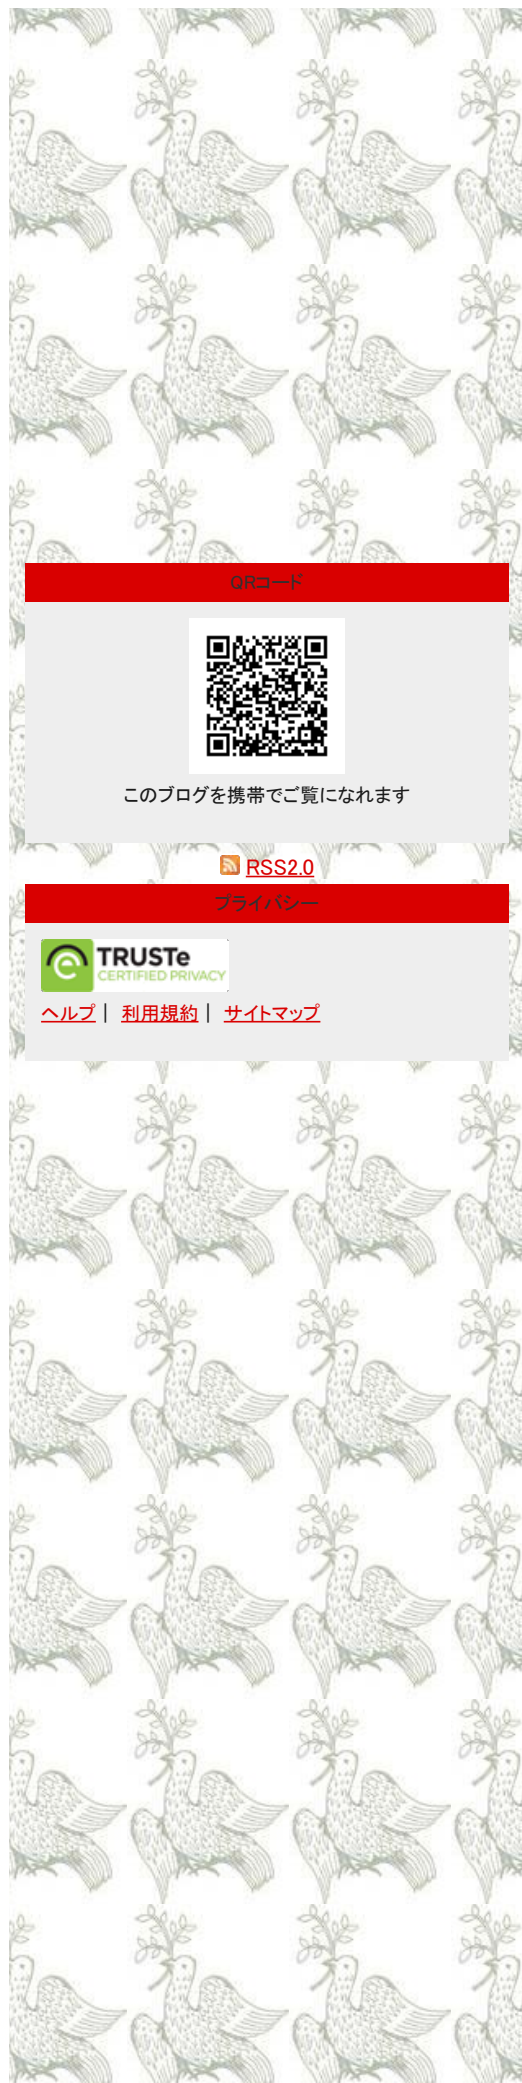 QRコード
このブログを携帯でご覧になれます
RSS2.0
プライバシー
TRUSTe
CERTIFIED PRIVACY
ヘルプ | 利用規約 | サイトマップ